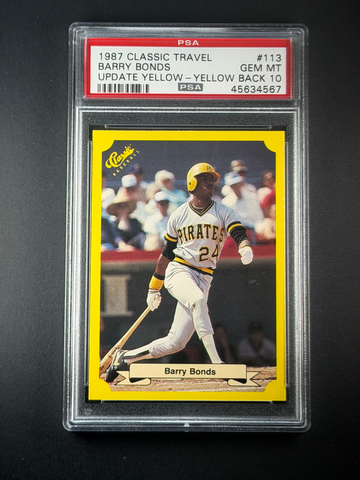 PSA
1987 CLASSIC TRAVEL #113
BARRY BONDS GEM MT
UPDATE YELLOW-YELLOW BACK 10
PSA 45634567
Classic
BASEBALL
PIRATES
24
Barry Bonds